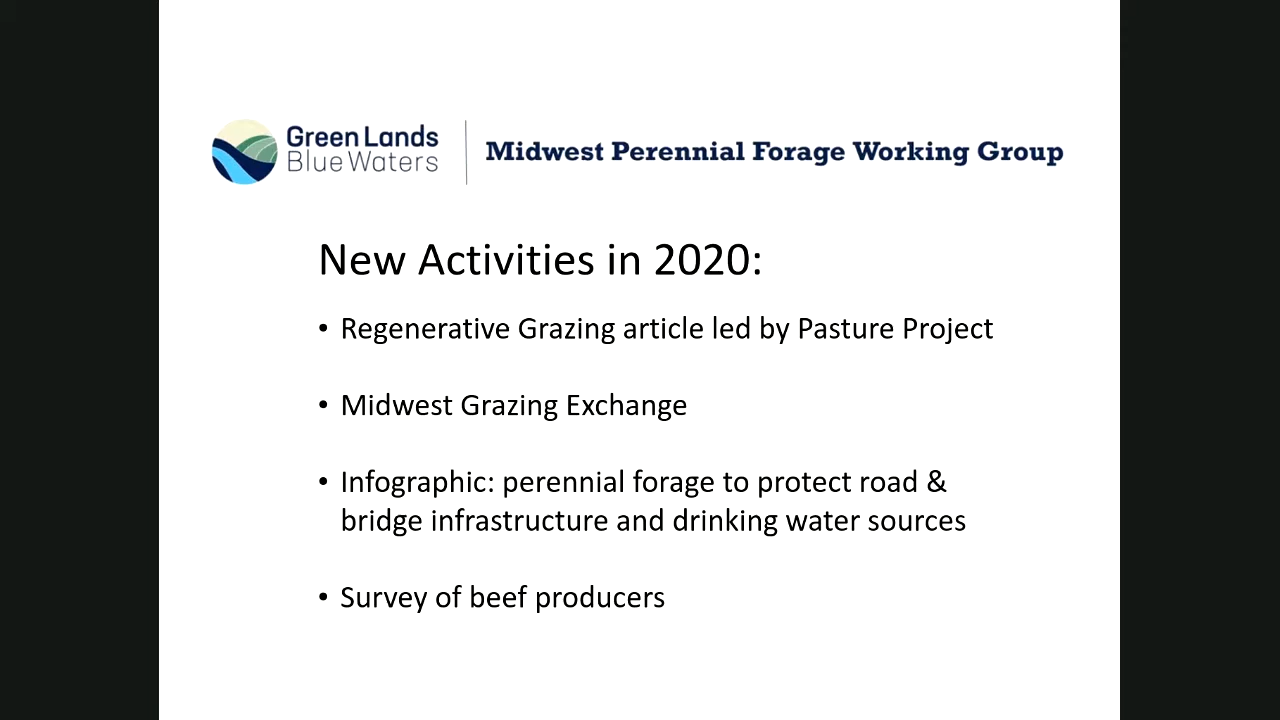 Green Lands
Blue Waters
Midwest Perennial Forage Working Group
New Activities in 2020:
• Regenerative Grazing article led by Pasture Project
• Midwest Grazing Exchange
• Infographic: perennial forage to protect road &
bridge infrastructure and drinking water sources
• Survey of beef producers